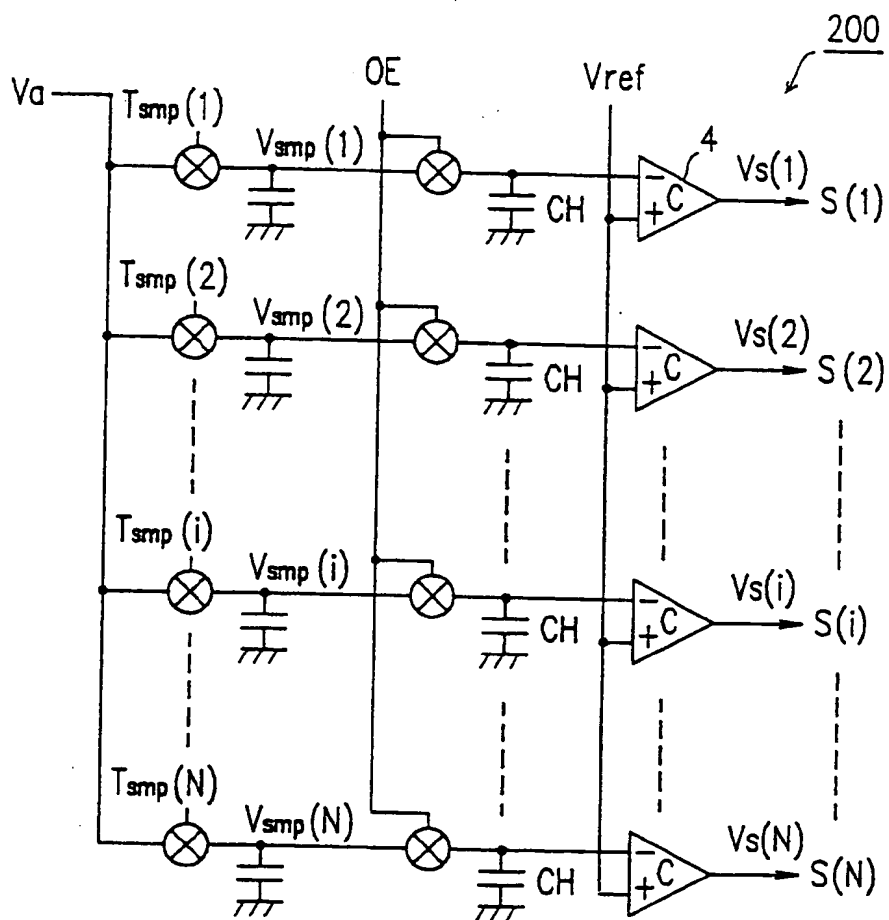 200
Va
OE
Vref
Tsmp(1)
Vsmp(1)
CH
- C +
4
Vs(1)
S(1)
Tsmp(2)
Vsmp(2)
CH
- C +
Vs(2)
S(2)
Tsmp(i)
Vsmp(i)
CH
- C +
Vs(i)
S(i)
Tsmp(N)
Vsmp(N)
CH
- C +
Vs(N)
S(N)